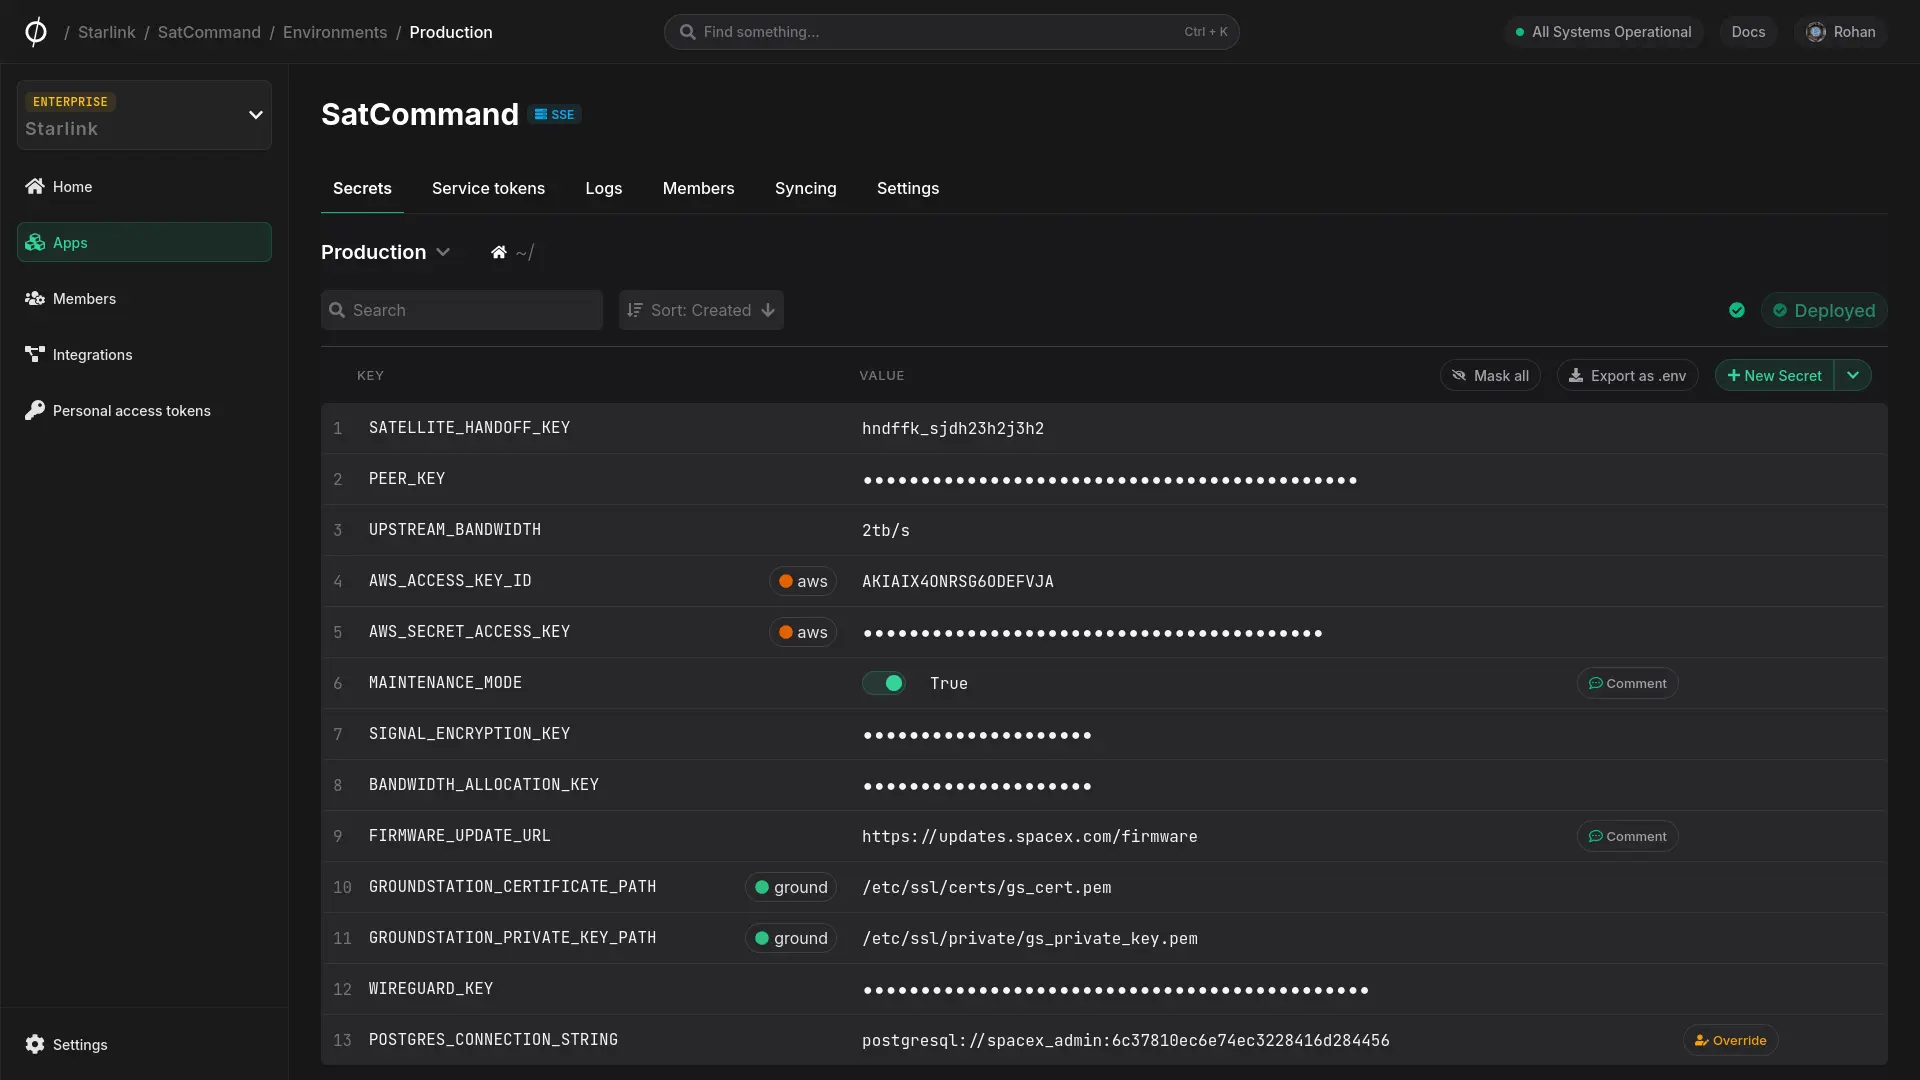 / Starlink / SatCommand / Environments / Production
Find something...
Ctrl + K
All Systems Operational
Docs
Rohan
ENTERPRISE
Starlink
Home
Apps
Members
Integrations
Personal access tokens
Settings
SatCommand
SSE
Secrets
Service tokens
Logs
Members
Syncing
Settings
Production
~/
Search
Sort: Created
Deployed
KEY
VALUE
Mask all
Export as .env
New Secret
1 SATELLITE_HANDOFF_KEY hndffk_sjdh23h2j3h2
2 PEER_KEY
3 UPSTREAM_BANDWIDTH 2tb/s
4 AWS_ACCESS_KEY_ID aws AKIAIX4ONRSG6ODEFVJA
5 AWS_SECRET_ACCESS_KEY aws
6 MAINTENANCE_MODE True Comment
7 SIGNAL_ENCRYPTION_KEY
8 BANDWIDTH_ALLOCATION_KEY
9 FIRMWARE_UPDATE_URL https://updates.spacex.com/firmware Comment
10 GROUNDSTATION_CERTIFICATE_PATH ground /etc/ssl/certs/gs_cert.pem
11 GROUNDSTATION_PRIVATE_KEY_PATH ground /etc/ssl/private/gs_private_key.pem
12 WIREGUARD_KEY
13 POSTGRES_CONNECTION_STRING postgresql://spacex_admin:6c37810ec6e74ec3228416d284456 Override